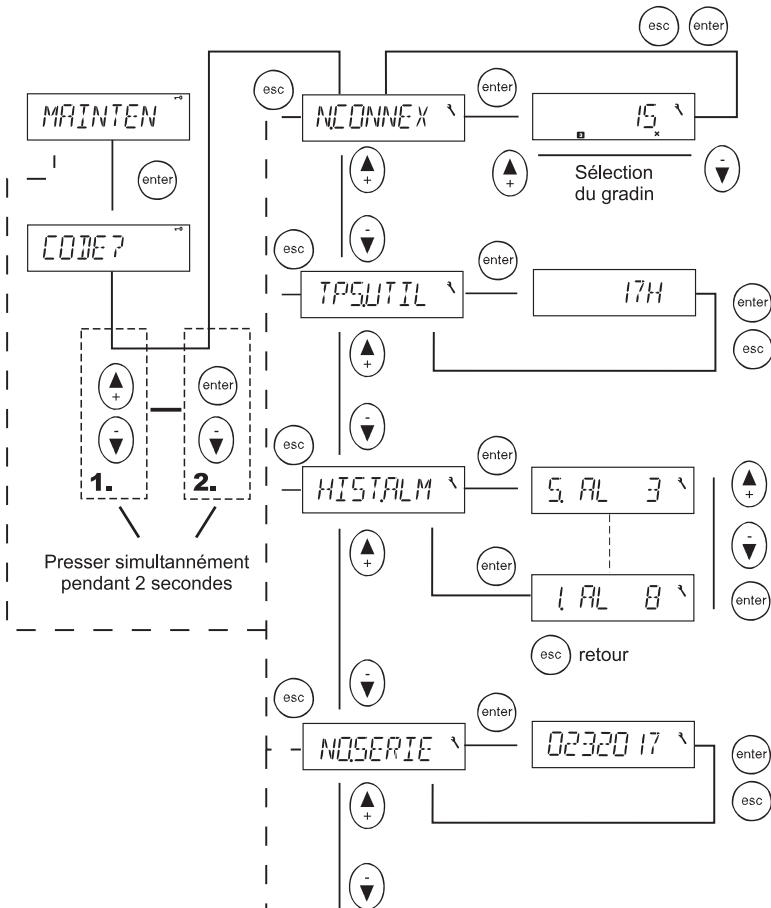 esc enter
esc
MAINTEN
N.CONNEX
enter
15
3
×
+
-
Sélection
du gradin
enter
+
-
CODE?
esc
TPS.UTIL
enter
17H
enter
esc
+
-
+
-
enter
-
1.
2.
Presser simultannément
pendant 2 secondes
esc
HIST.ALM
enter
5. AL 3
+
-
enter
+
enter
1. AL 8
esc retour
-
esc
NO.SERIE
enter
0232017
enter
esc
+
-